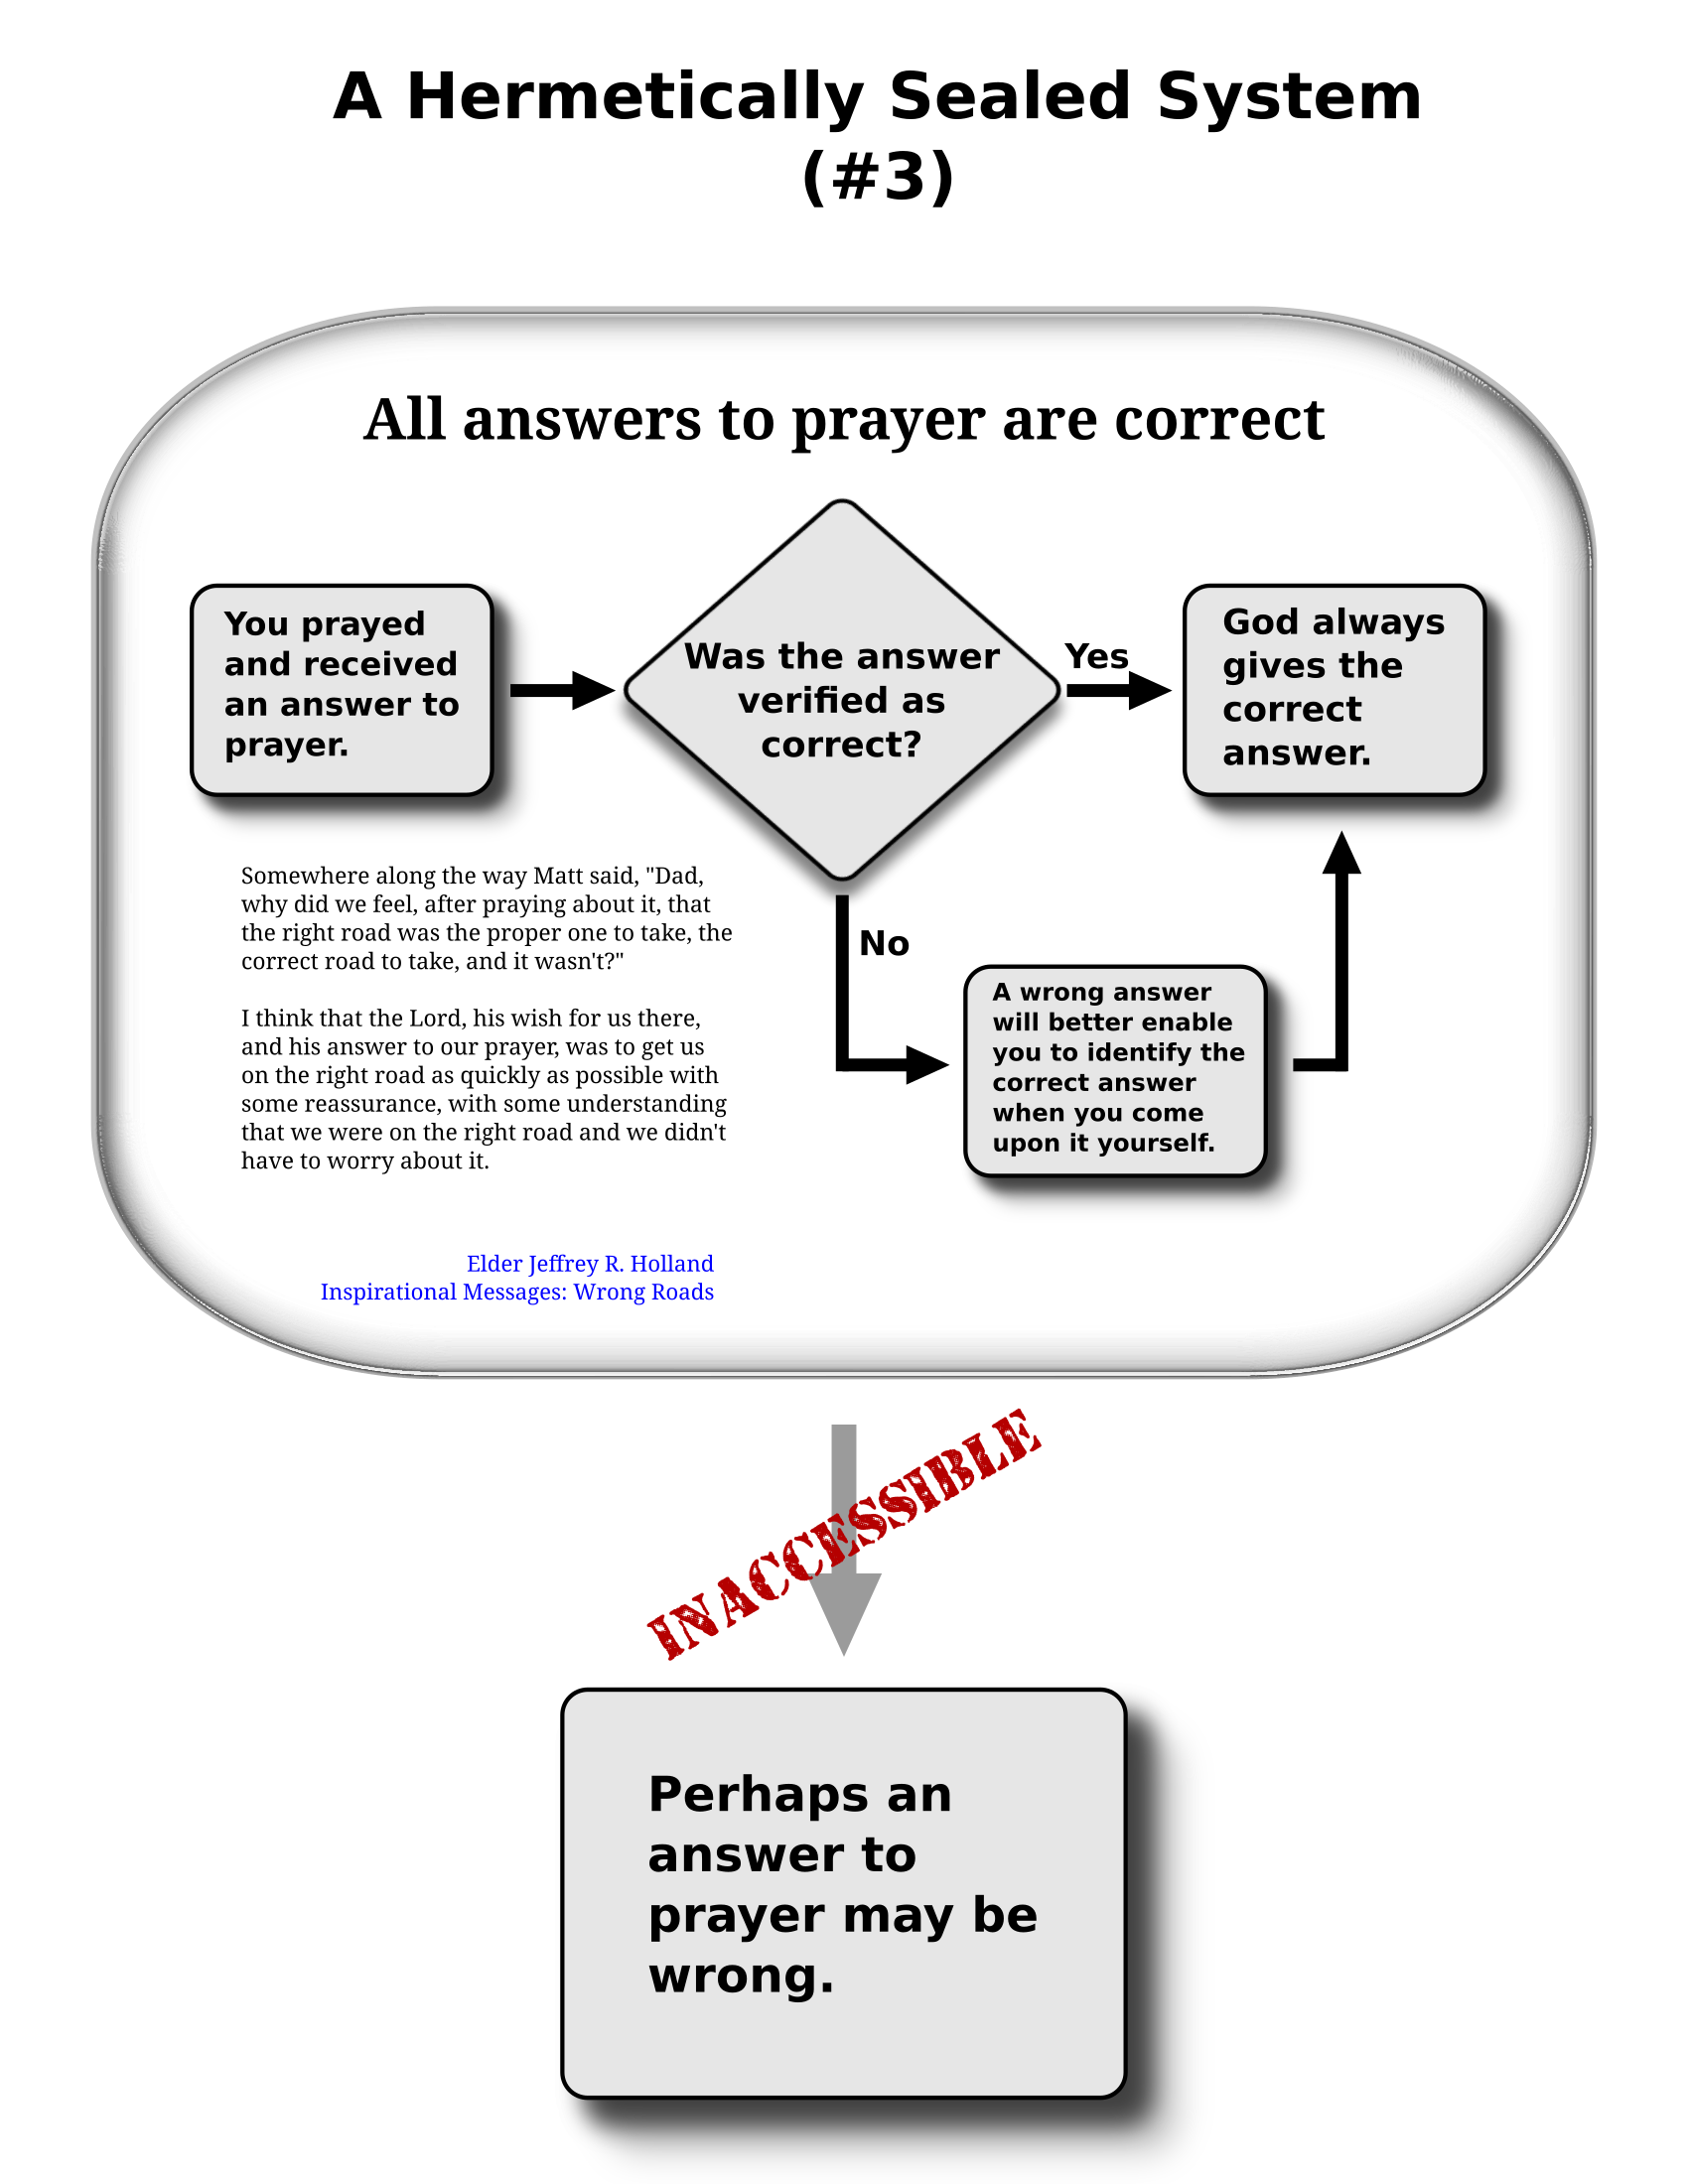 A Hermetically Sealed System
(#3)
All answers to prayer are correct
You prayed
and received
an answer to
prayer.
Was the answer
verified as
correct?
Yes
God always
gives the
correct
answer.
Somewhere along the way Matt said, "Dad,
why did we feel, after praying about it, that
the right road was the proper one to take, the
correct road to take, and it wasn't?"
I think that the Lord, his wish for us there,
and his answer to our prayer, was to get us
on the right road as quickly as possible with
some reassurance, with some understanding
that we were on the right road and we didn't
have to worry about it.
Elder Jeffrey R. Holland
Inspirational Messages: Wrong Roads
No
A wrong answer
will better enable
you to identify the
correct answer
when you come
upon it yourself.
INACCESSIBLE
Perhaps an
answer to
prayer may be
wrong.